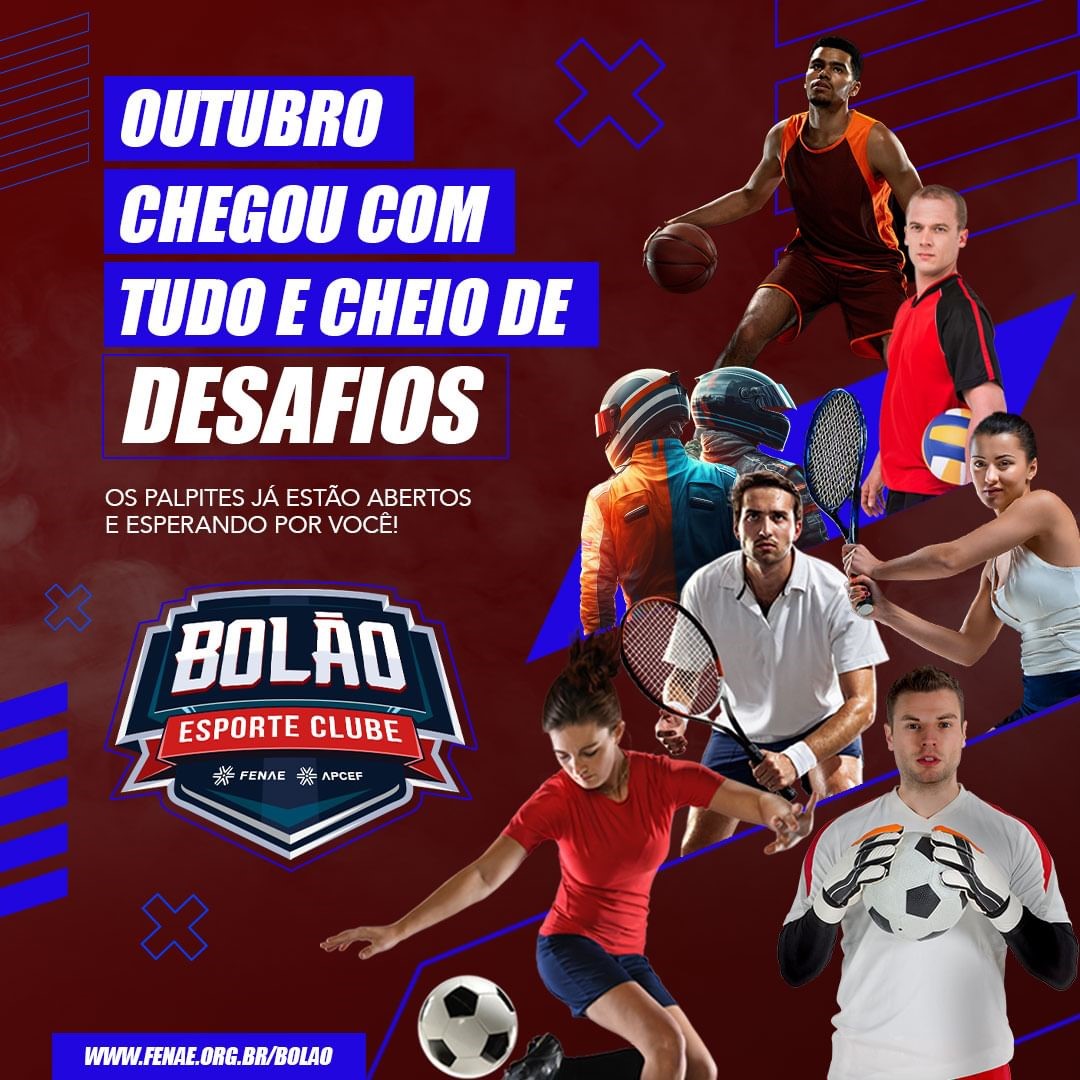 OUTUBRO
CHEGOU COM
TUDO E CHEIO DE
DESAFIOS
OS PALPITES JÁ ESTÃO ABERTOS
E ESPERANDO POR VOCÊ!
BOLÃO
ESPORTE CLUBE
FENAE APCEF
WWW.FENAE.ORG.BR/BOLAO